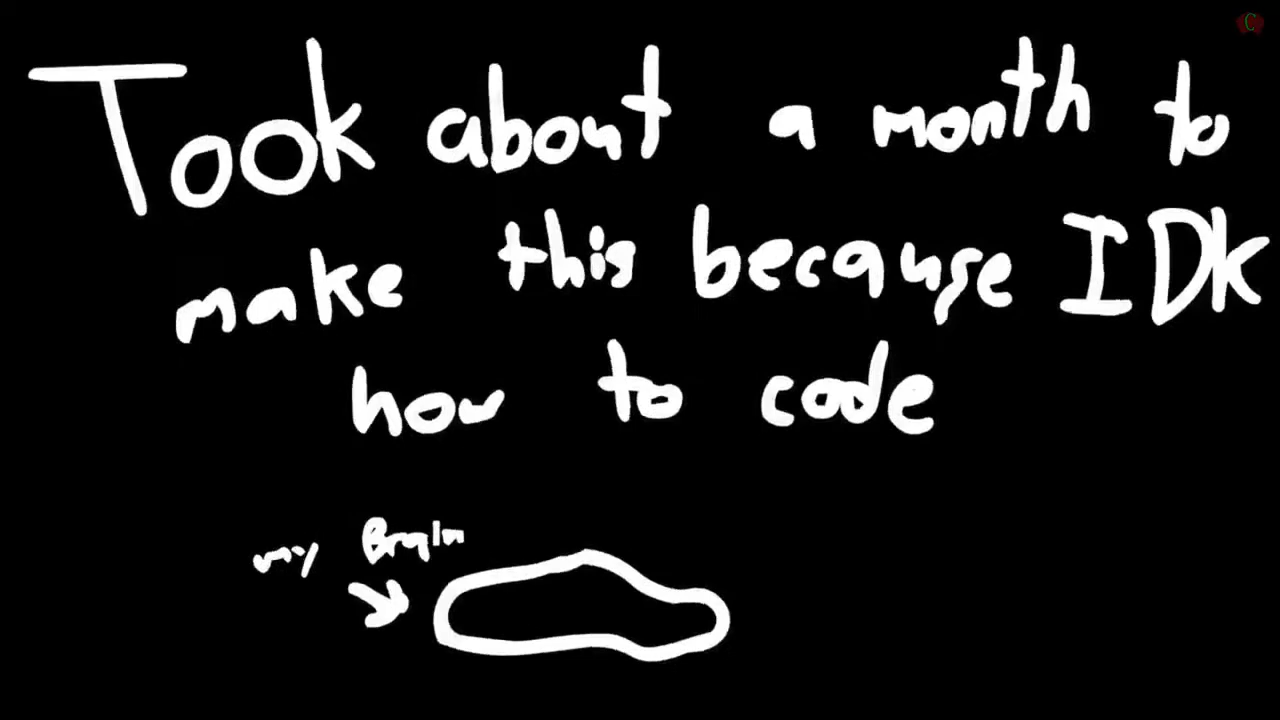 C
Took about a month to
make this because IDK
how to code
my Brain